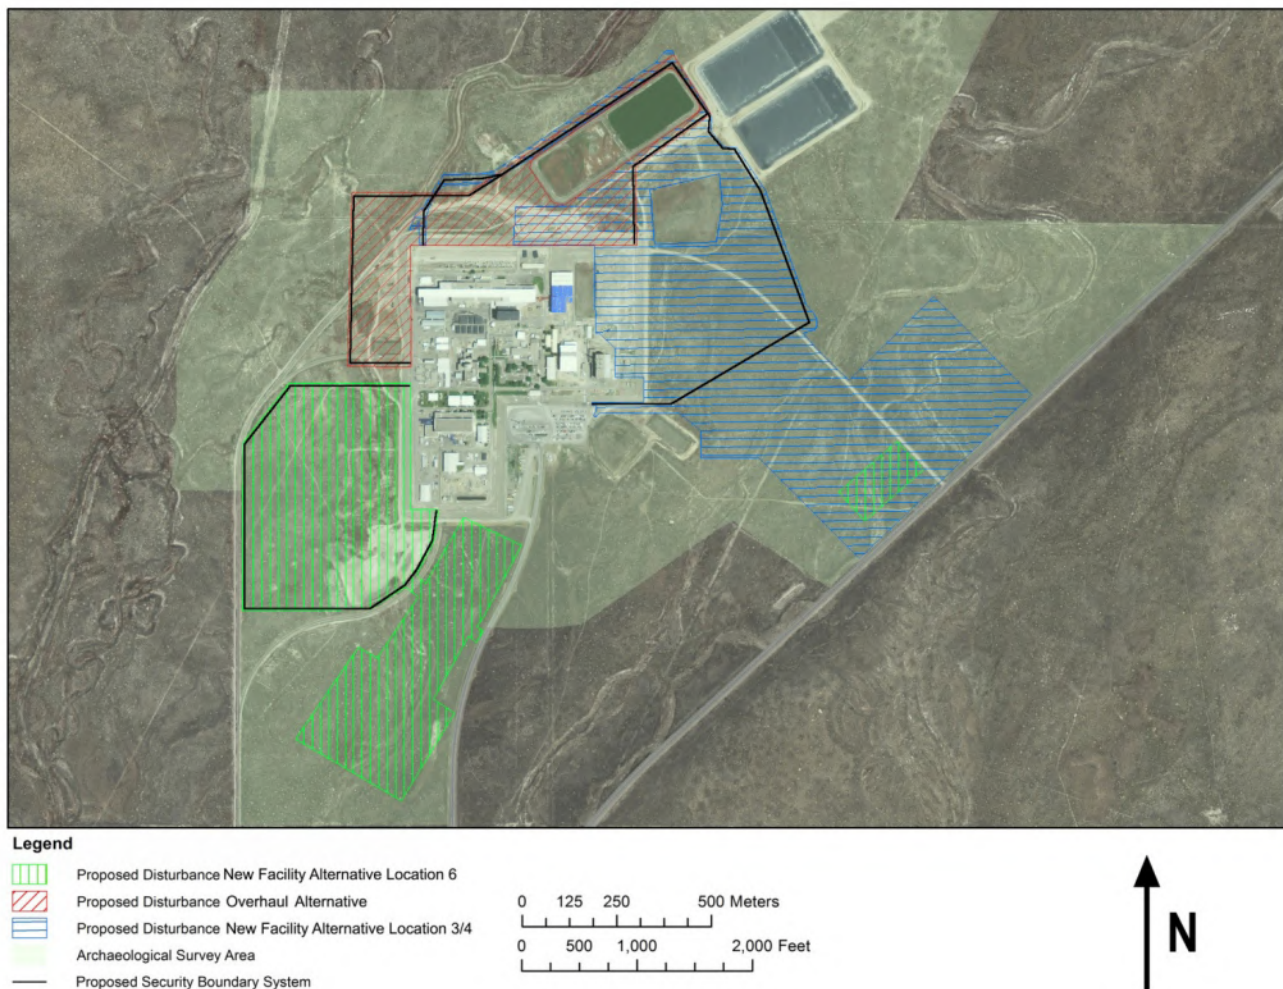 Legend
Proposed Disturbance New Facility Alternative Location 6
Proposed Disturbance Overhaul Alternative
Proposed Disturbance New Facility Alternative Location 3/4
Archaeological Survey Area
Proposed Security Boundary System
0 125 250 500 Meters
0 500 1,000 2,000 Feet
N